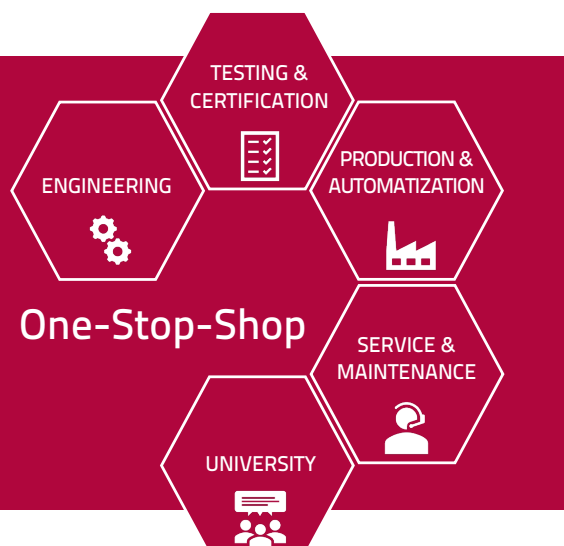 TESTING &
CERTIFICATION
ENGINEERING
PRODUCTION &
AUTOMATIZATION
One-Stop-Shop
SERVICE &
MAINTENANCE
UNIVERSITY